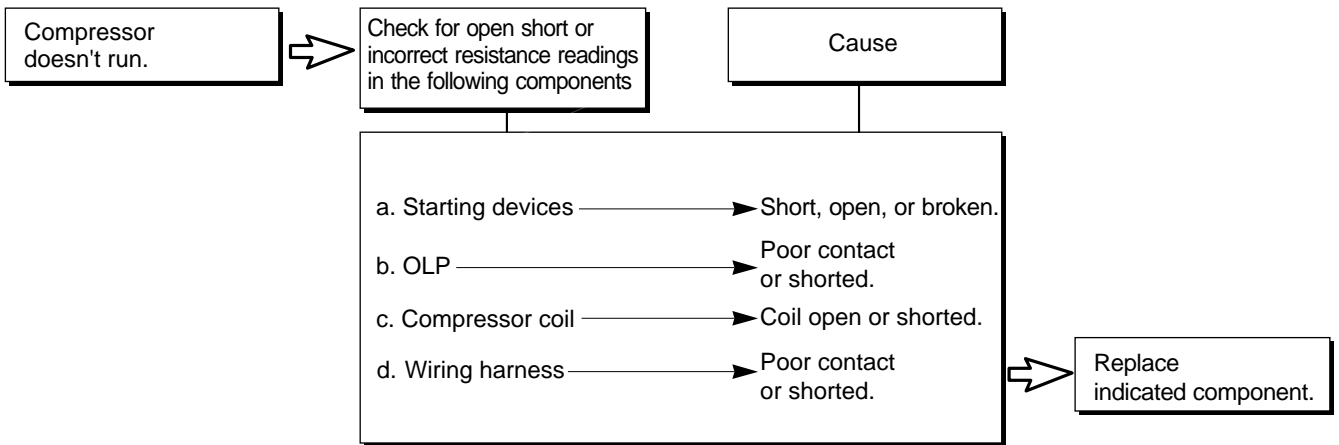 Compressor
doesn't run.
Check for open short or
incorrect resistance readings
in the following components
Cause
a. Starting devices
Short, open, or broken.
b. OLP
Poor contact
or shorted.
c. Compressor coil
Coil open or shorted.
d. Wiring harness
Poor contact
or shorted.
Replace
indicated component.